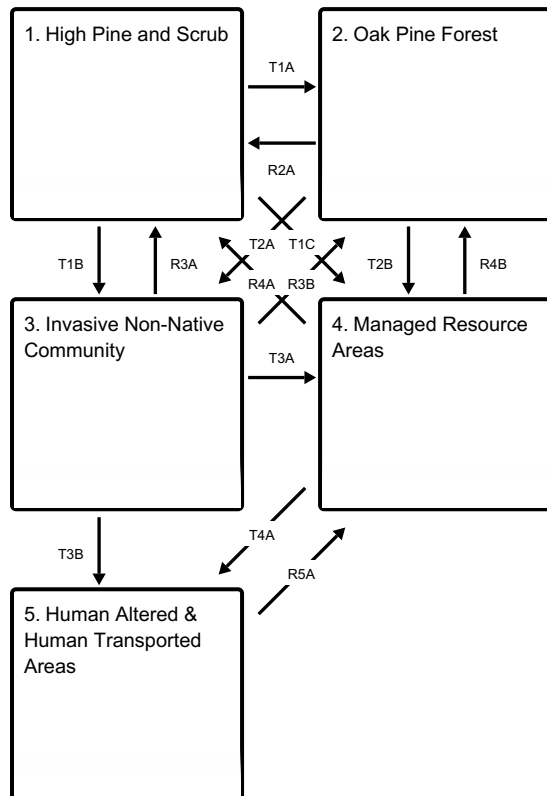 1. High Pine and Scrub
2. Oak Pine Forest
T1A
R2A
T1B
R3A
T2A
T1C
R4A
R3B
T2B
R4B
3. Invasive Non-Native
Community
4. Managed Resource
Areas
T3A
T3B
T4A
R5A
5. Human Altered &
Human Transported
Areas